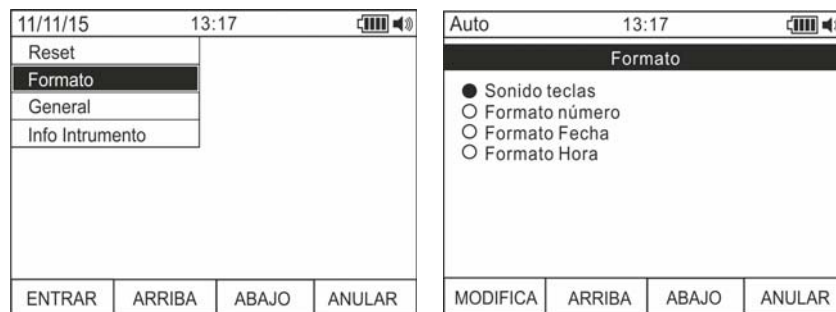 11/11/15 13:17
Reset
Formato
General
Info Intrumento
ENTRAR ARRIBA ABAJO ANULAR
Auto 13:17
Formato
Sonido teclas
Formato número
Formato Fecha
Formato Hora
MODIFICA ARRIBA ABAJO ANULAR